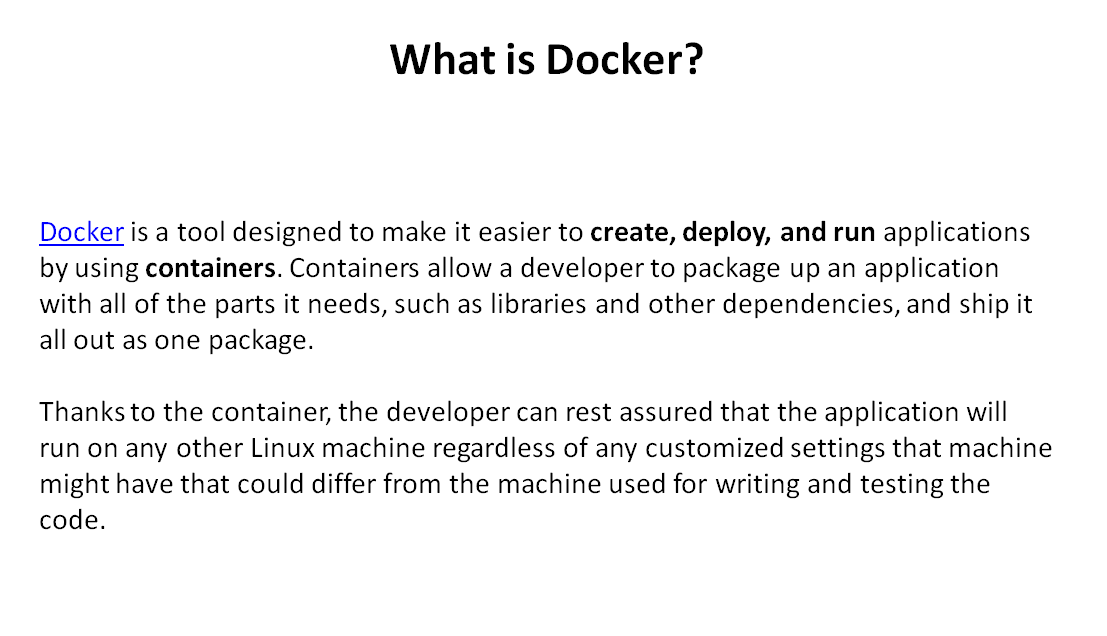 What is Docker?
Docker is a tool designed to make it easier to create, deploy, and run applications
by using containers. Containers allow a developer to package up an application
with all of the parts it needs, such as libraries and other dependencies, and ship it
all out as one package.
Thanks to the container, the developer can rest assured that the application will
run on any other Linux machine regardless of any customized settings that machine
might have that could differ from the machine used for writing and testing the
code.